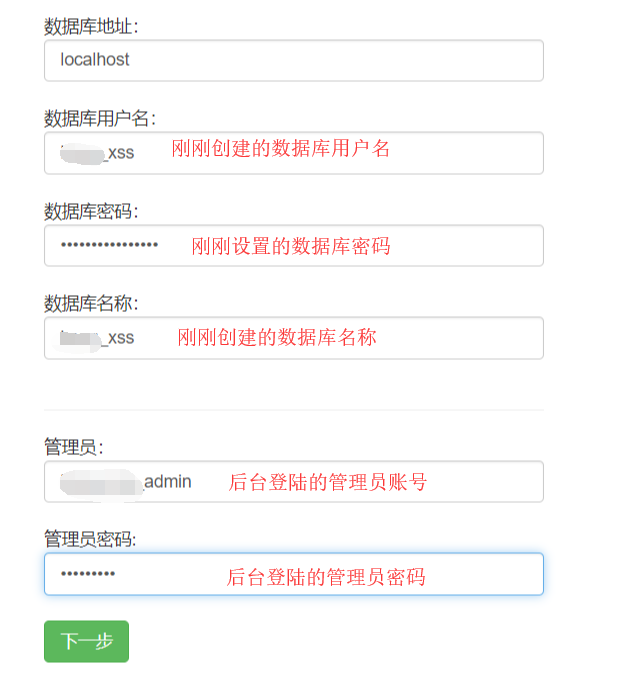 数据库地址:
localhost
数据库用户名:
_xss 刚刚创建的数据库用户名
数据库密码:
•••••••••••••••• 刚刚设置的数据库密码
数据库名称:
_xss 刚刚创建的数据库名称
管理员:
_admin 后台登陆的管理员账号
管理员密码:
••••••••• 后台登陆的管理员密码
下一步